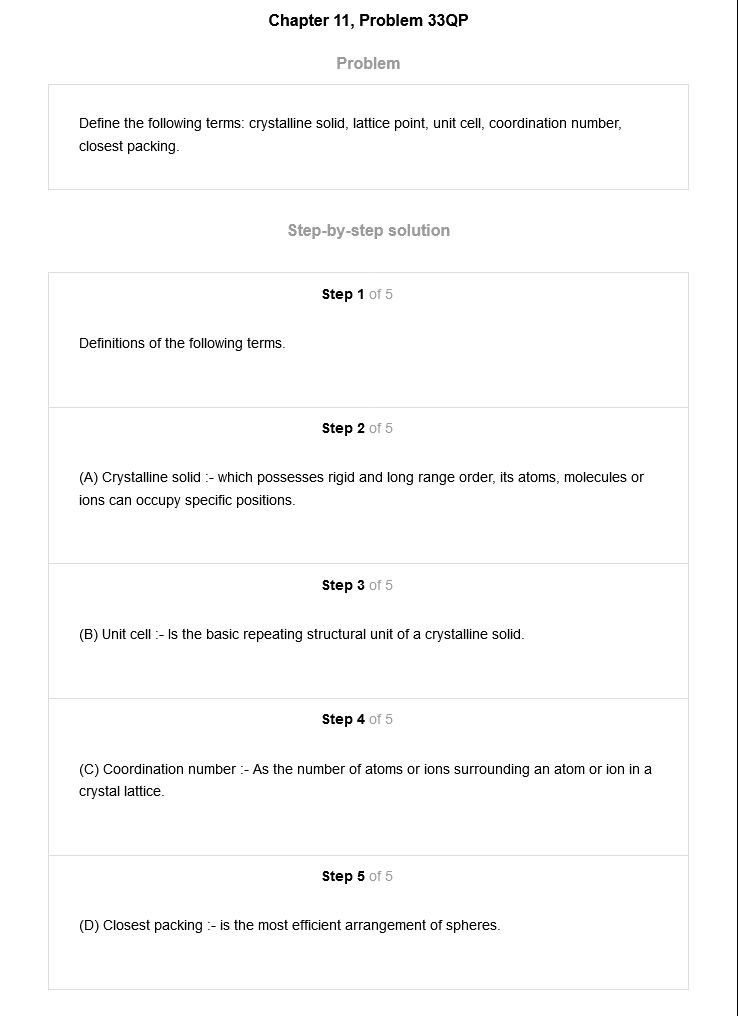 Chapter 11, Problem 33QP
Problem
Define the following terms: crystalline solid, lattice point, unit cell, coordination number,
closest packing.
Step-by-step solution
Step 1 of 5
Definitions of the following terms.
Step 2 of 5
(A) Crystalline solid :- which possesses rigid and long range order, its atoms, molecules or
ions can occupy specific positions.
Step 3 of 5
(B) Unit cell :- Is the basic repeating structural unit of a crystalline solid.
Step 4 of 5
(C) Coordination number :- As the number of atoms or ions surrounding an atom or ion in a
crystal lattice.
Step 5 of 5
(D) Closest packing :- is the most efficient arrangement of spheres.